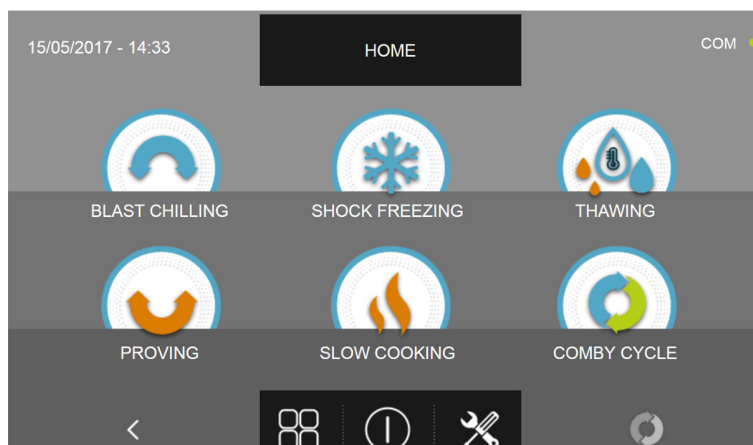 15/05/2017 - 14:33
HOME
COM
BLAST CHILLING
SHOCK FREEZING
THAWING
PROVING
SLOW COOKING
COMBY CYCLE